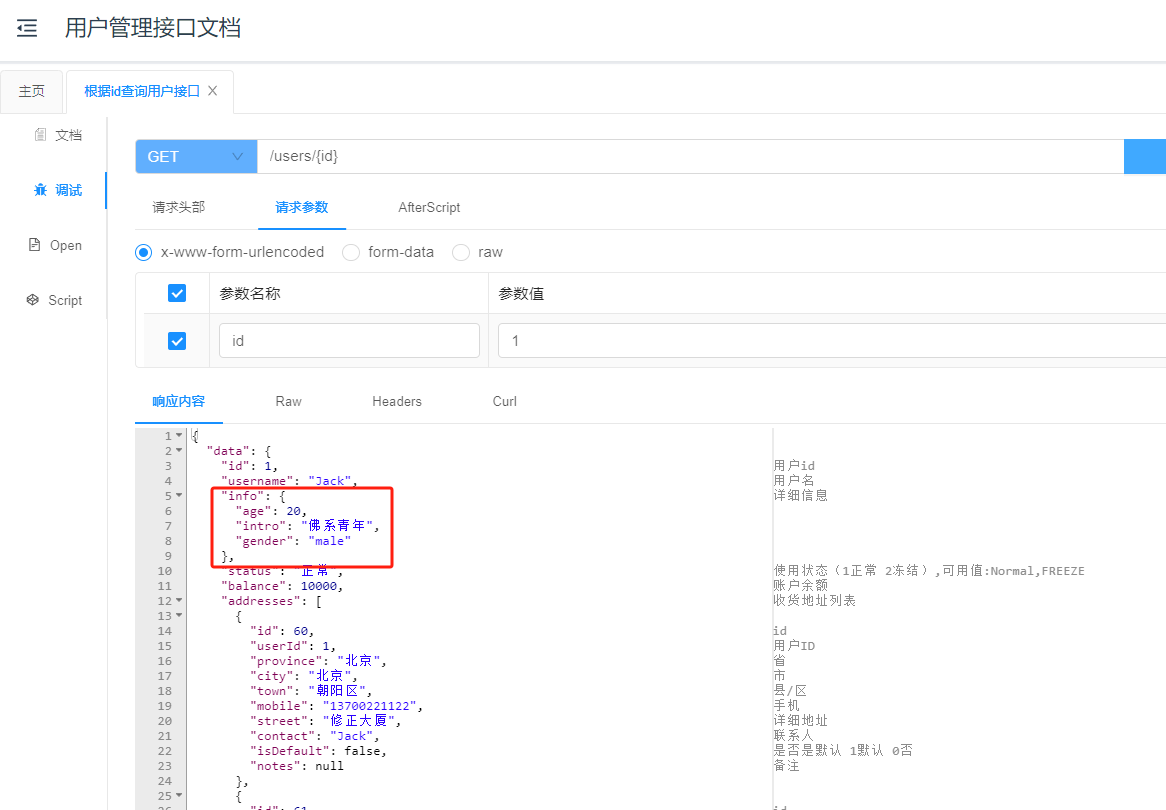 用户管理接口文档
主页
根据id查询用户接口
文档
调试
Open
Script
GET
/users/{id}
请求头部
请求参数
AfterScript
x-www-form-urlencoded
form-data
raw
参数名称
参数值
id
1
响应内容
Raw
Headers
Curl
1 {
2 "data": {
3 "id": 1, 用户id
4 "username": "Jack", 用户名
5 "info": { 详细信息
6 "age": 20,
7 "intro": "佛系青年",
8 "gender": "male"
9 },
10 "status": "正常", 使用状态（1正常 2冻结）,可用值:Normal,FREEZE
11 "balance": 10000, 账户余额
12 "addresses": [ 收货地址列表
13 {
14 "id": 60, id
15 "userId": 1, 用户ID
16 "province": "北京", 省
17 "city": "北京", 市
18 "town": "朝阳区", 县/区
19 "mobile": "13700221122", 手机
20 "street": "修正大厦", 详细地址
21 "contact": "Jack", 联系人
22 "isDefault": false, 是否是默认 1默认 0否
23 "notes": null 备注
24 },
25 {